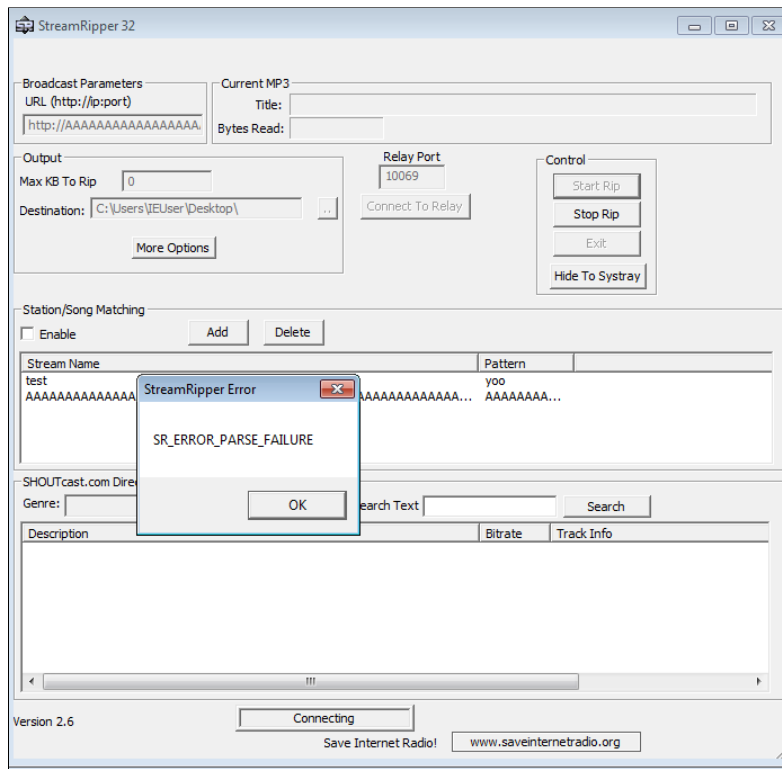 StreamRipper 32
Broadcast Parameters
URL (http://ip:port)
http://AAAAAAAAAAAAAAAAA.
Current MP3
Title:
Bytes Read:
Output
Max KB To Rip 0
Destination: C:\Users\IEUser\Desktop\ ..
More Options
Relay Port
10069
Connect To Relay
Control
Start Rip
Stop Rip
Exit
Hide To Systray
Station/Song Matching
Enable Add Delete
Stream Name Pattern
test yoo
AAAAAAAAAAAAAA AAAAAAAAAAAAA... AAAAAAAA...
StreamRipper Error
SR_ERROR_PARSE_FAILURE
OK
SHOUTcast.com Dire
Genre: earch Text Search
Description Bitrate Track Info
Version 2.6 Connecting
Save Internet Radio! www.saveinternetradio.org